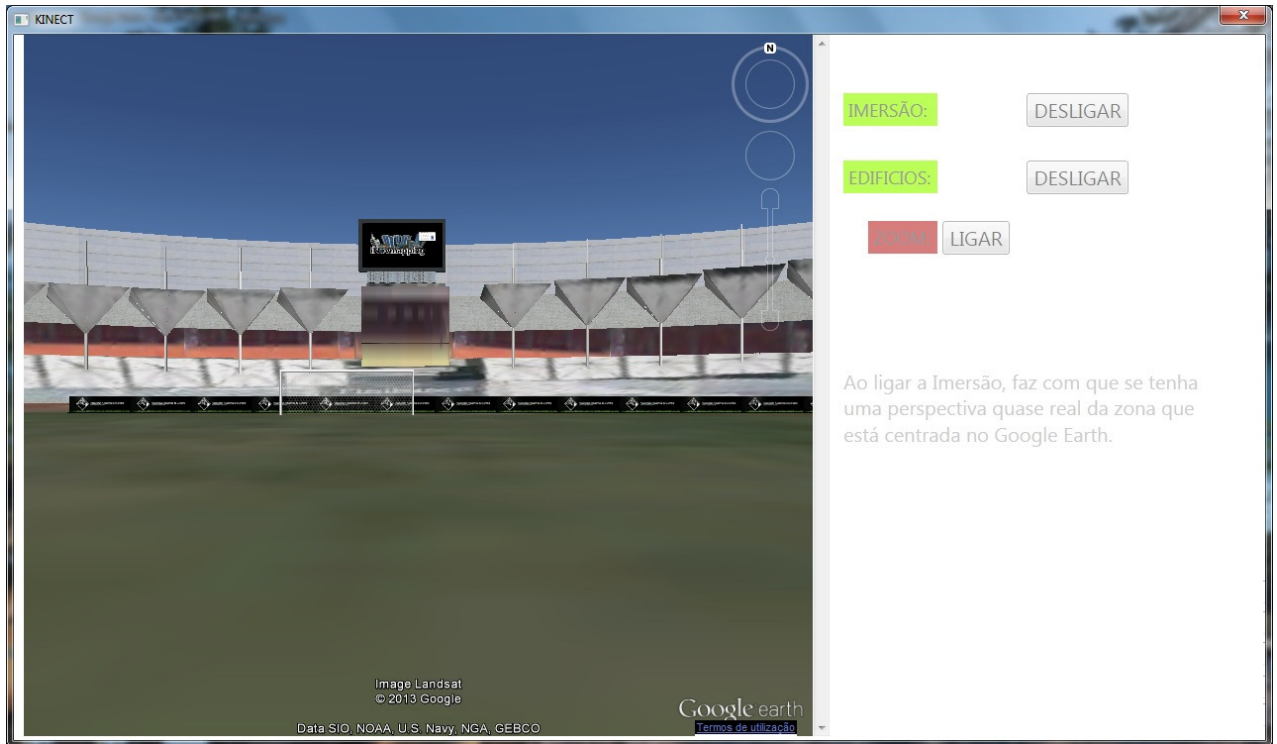 KINECT
N
IMERSÃO: DESLIGAR
EDIFICIOS: DESLIGAR
ZOOM: LIGAR
Ao ligar a Imersão, faz com que se tenha
uma perspectiva quase real da zona que
está centrada no Google Earth.
Image Landsat
© 2013 Google
Data SIO, NOAA, U.S. Navy, NGA, GEBCO
Google earth
Termos de utilização